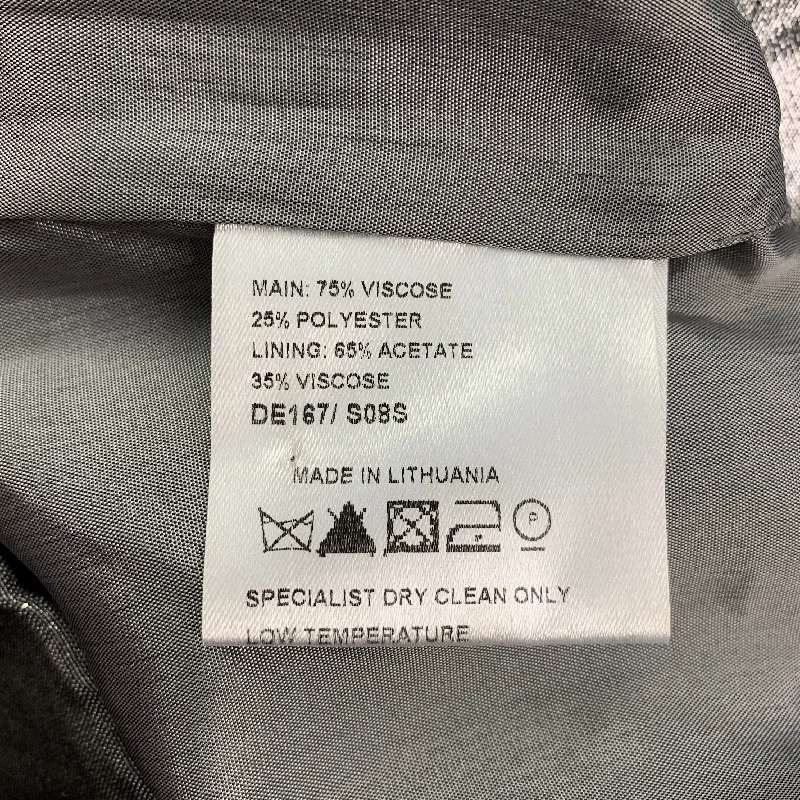 MAIN: 75% VISCOSE
25% POLYESTER
LINING: 65% ACETATE
35% VISCOSE
DE167/ S08S
MADE IN LITHUANIA
P
SPECIALIST DRY CLEAN ONLY
LOW TEMPERATURE